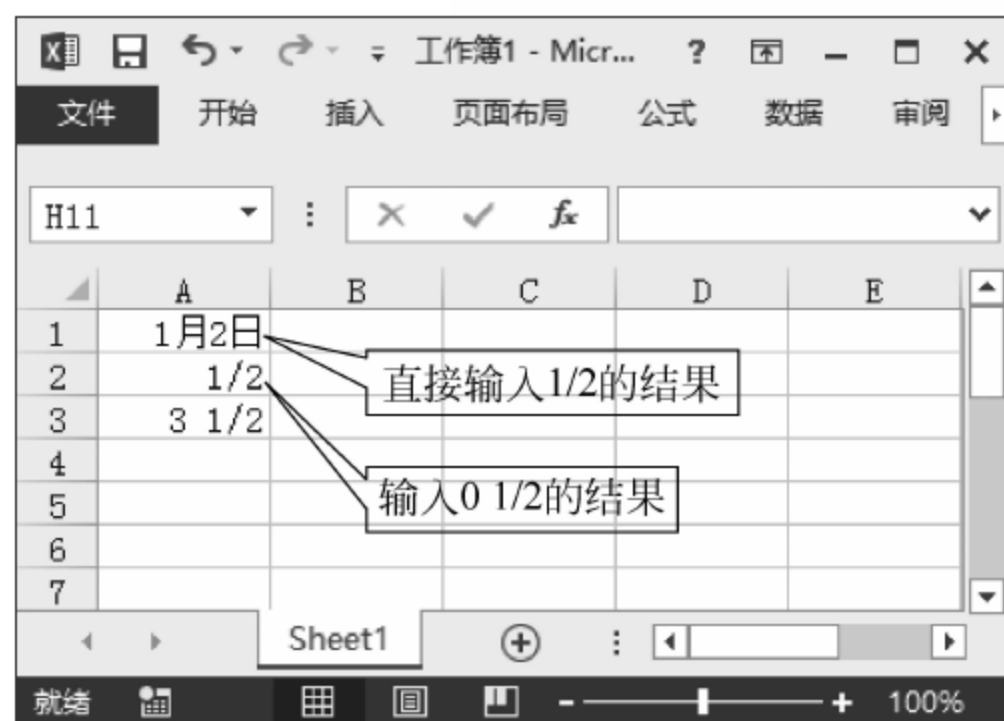 工作簿1 - Micr... ?
文件 开始 插入 页面布局 公式 数据 审阅
H11 fx
A B C D E
1 1月2日
直接输入1/2的结果
2 1/2
3 3 1/2
4
输入0 1/2的结果
5
6
7
Sheet1
就绪 100%